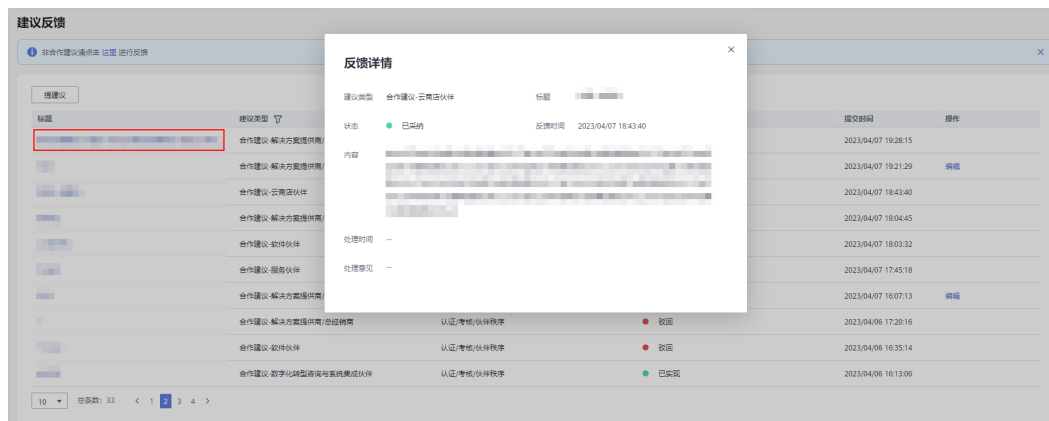 建议反馈
非合作建议请点击 这里 进行反馈
提建议
标题 建议类型 提交时间 操作
反馈详情
建议类型 合作建议-云商店伙伴 标题
状态 已采纳 反馈时间 2023/04/07 18:43:40
内容
处理时间 --
处理意见 --
合作建议-解决方案提供商/ 2023/04/07 19:28:15
合作建议-解决方案提供商/ 2023/04/07 19:21:29 编辑
合作建议-云商店伙伴 2023/04/07 18:43:40
合作建议-解决方案提供商/ 2023/04/07 18:04:45
合作建议-软件伙伴 2023/04/07 18:03:32
合作建议-服务伙伴 2023/04/07 17:45:18
合作建议-解决方案提供商/ 2023/04/07 16:07:13 编辑
合作建议-解决方案提供商/总经销商 认证/考核/伙伴秩序 驳回 2023/04/06 17:20:16
合作建议-软件伙伴 认证/考核/伙伴秩序 驳回 2023/04/06 16:35:14
合作建议-数字化转型咨询与系统集成伙伴 认证/考核/伙伴秩序 已实现 2023/04/06 16:13:06
10 总条数: 33 < 1 2 3 4 >